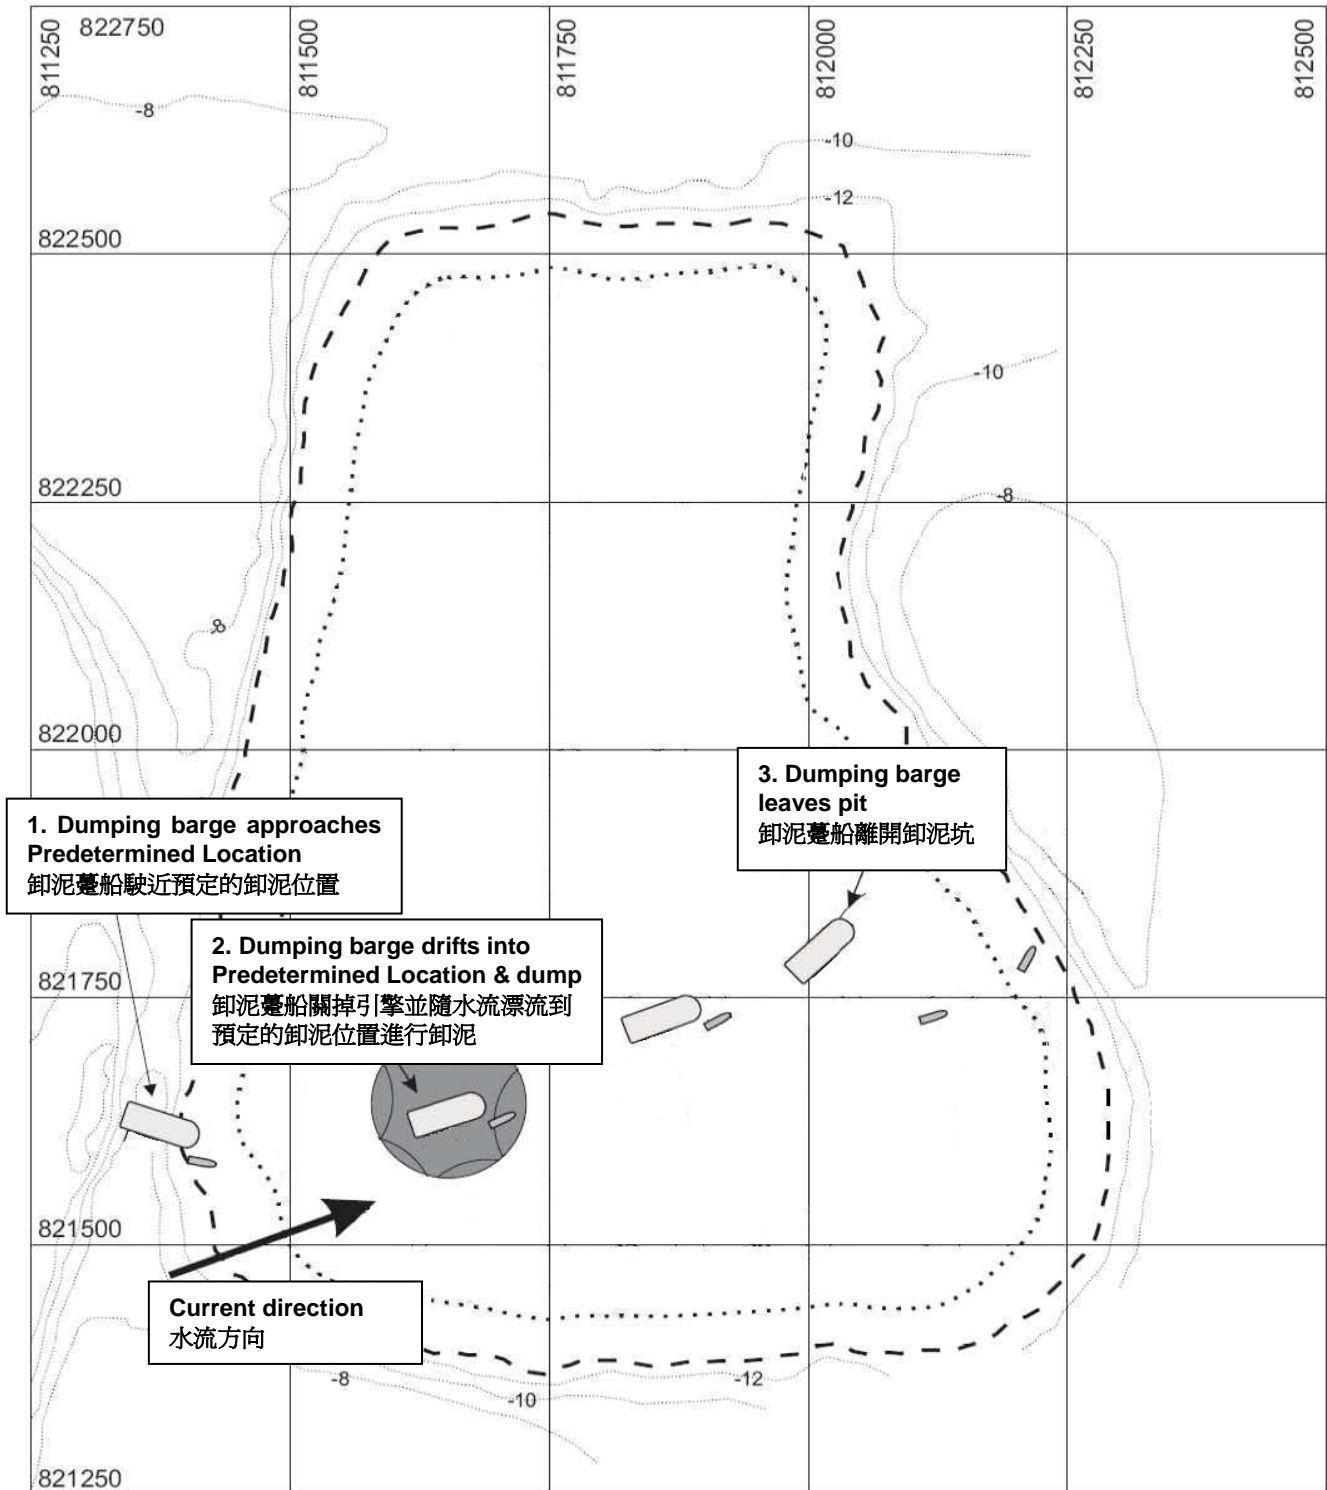 811250
822750
811500
811750
812000
812250
812500
-8
-10
-12
822500
-10
822250
-8
-8
822000
3. Dumping barge
leaves pit
卸泥躉船離開卸泥坑
1. Dumping barge approaches
Predetermined Location
卸泥躉船駛近預定的卸泥位置
2. Dumping barge drifts into
Predetermined Location & dump
卸泥躉船關掉引擎並隨水流漂流到
預定的卸泥位置進行卸泥
821750
821500
Current direction
水流方向
-8
-10
-12
821250